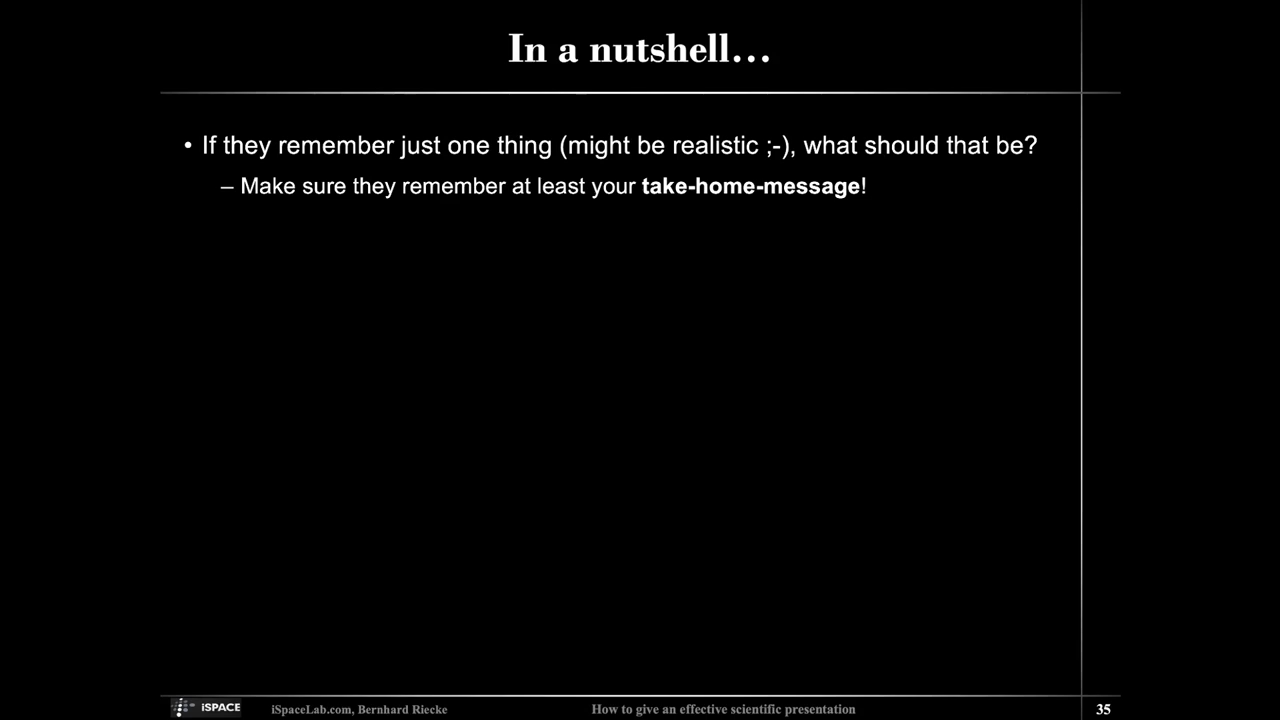 In a nutshell…
• If they remember just one thing (might be realistic ;-), what should that be?
– Make sure they remember at least your take-home-message!
iSPACE
iSpaceLab.com, Bernhard Riecke
How to give an effective scientific presentation
35